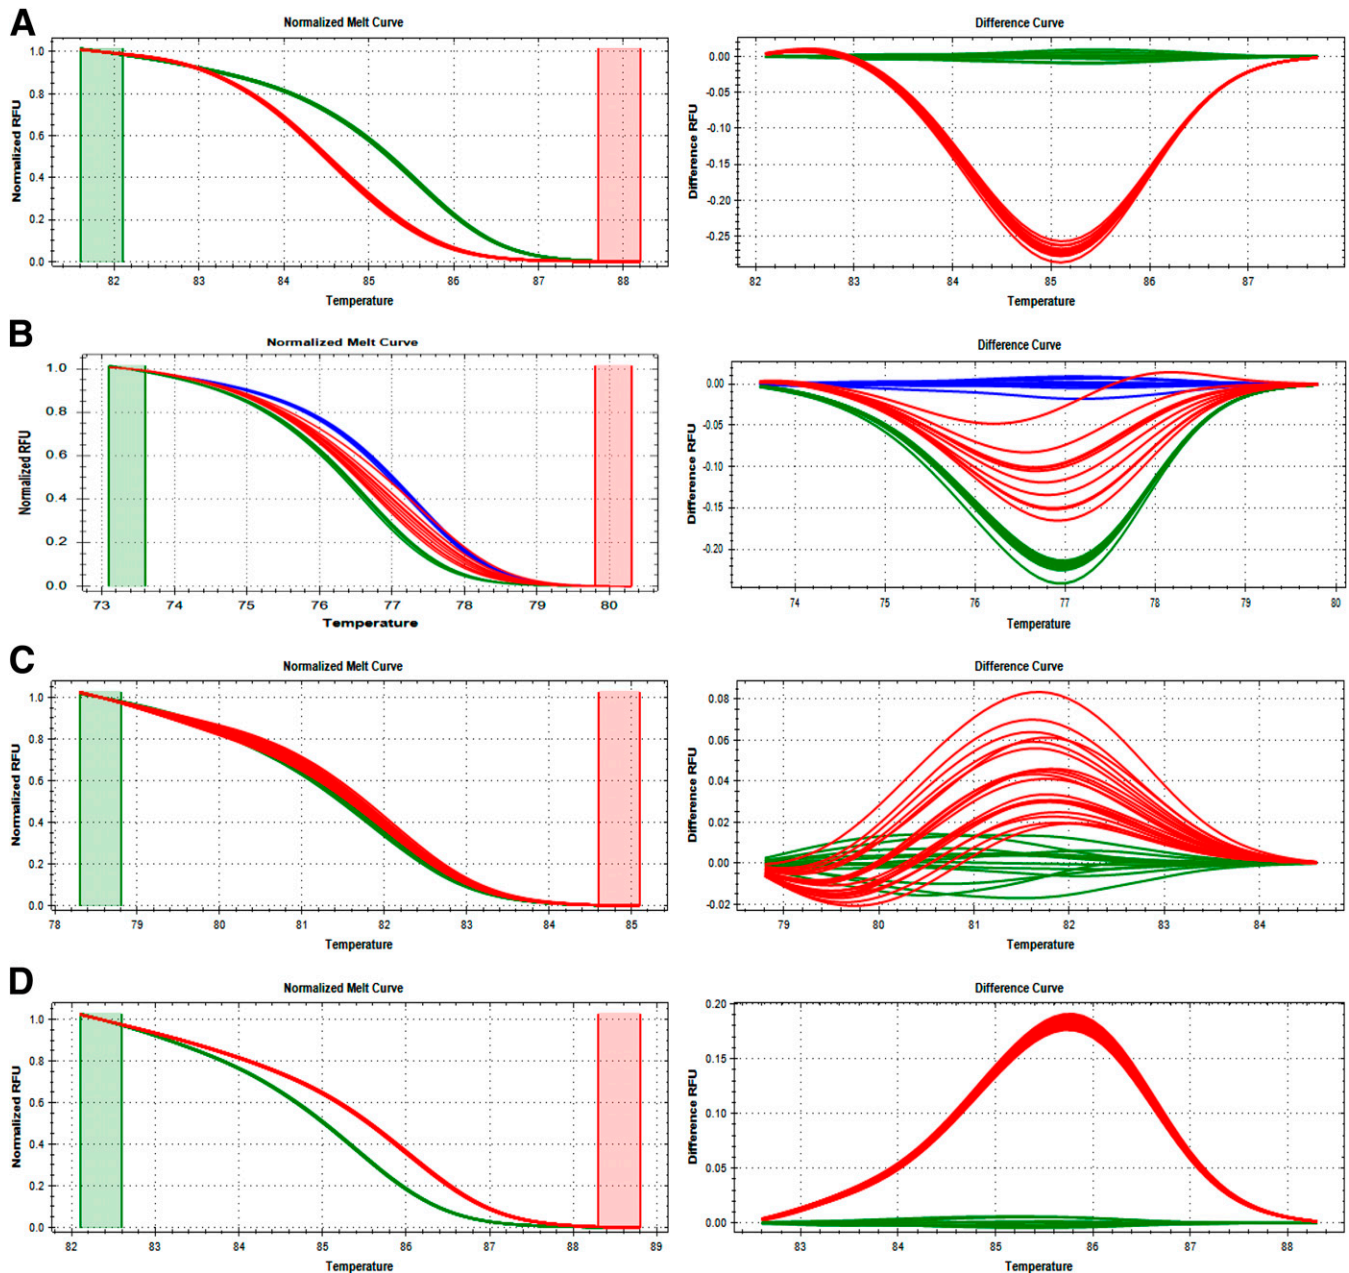 A
Normalized Melt Curve
Normalized RFU
1.0
0.8
0.6
0.4
0.2
0.0
82 83 84 85 86 87 88
Temperature
Difference Curve
Difference RFU
0.00
-0.05
-0.10
-0.15
-0.20
-0.25
82 83 84 85 86 87
Temperature
B
Normalized Melt Curve
Normalized RFU
1.0
0.8
0.6
0.4
0.2
0.0
73 74 75 76 77 78 79 80
Temperature
Difference Curve
Difference RFU
0.00
-0.05
-0.10
-0.15
-0.20
74 75 76 77 78 79 80
Temperature
C
Normalized Melt Curve
Normalized RFU
1.0
0.8
0.6
0.4
0.2
0.0
78 79 80 81 82 83 84 85
Temperature
Difference Curve
Difference RFU
0.08
0.06
0.04
0.02
0.00
-0.02
79 80 81 82 83 84
Temperature
D
Normalized Melt Curve
Normalized RFU
1.0
0.8
0.6
0.4
0.2
0.0
82 83 84 85 86 87 88 89
Temperature
Difference Curve
Difference RFU
0.20
0.15
0.10
0.05
0.00
83 84 85 86 87 88
Temperature